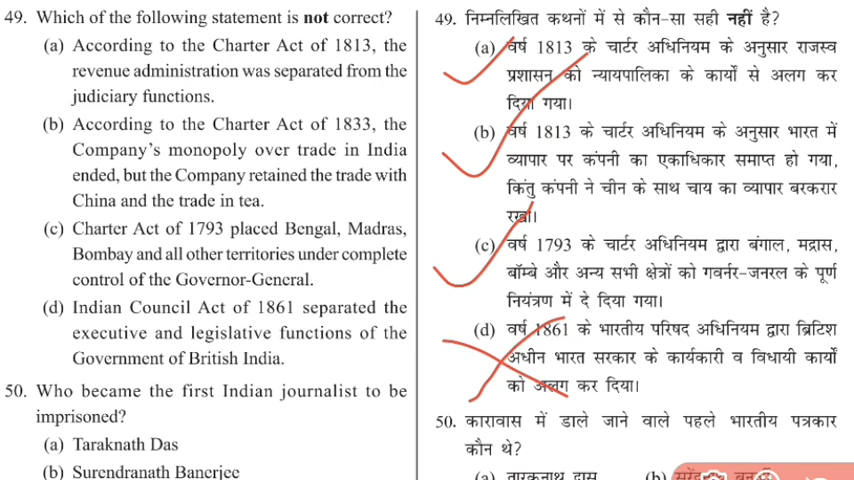 49. Which of the following statement is not correct?
(a) According to the Charter Act of 1813, the
revenue administration was separated from the
judiciary functions.
(b) According to the Charter Act of 1833, the
Company's monopoly over trade in India
ended, but the Company retained the trade with
China and the trade in tea.
(c) Charter Act of 1793 placed Bengal, Madras,
Bombay and all other territories under complete
control of the Governor-General.
(d) Indian Council Act of 1861 separated the
executive and legislative functions of the
Government of British India.
50. Who became the first Indian journalist to be
imprisoned?
(a) Taraknath Das
(b) Surendranath Banerjee
49. निम्नलिखित कथनों में से कौन-सा सही नहीं है?
(a) वर्ष 1813 के चार्टर अधिनियम के अनुसार राजस्व
प्रशासन को न्यायपालिका के कार्यों से अलग कर
दिया गया।
(b) वर्ष 1813 के चार्टर अधिनियम के अनुसार भारत में
व्यापार पर कंपनी का एकाधिकार समाप्त हो गया,
किंतु कंपनी ने चीन के साथ चाय का व्यापार बरकरार
रखा।
(c) वर्ष 1793 के चार्टर अधिनियम द्वारा बंगाल, मद्रास,
बॉम्बे और अन्य सभी क्षेत्रों को गवर्नर-जनरल के पूर्ण
नियंत्रण में दे दिया गया।
(d) वर्ष 1861 के भारतीय परिषद अधिनियम द्वारा ब्रिटिश
अधीन भारत सरकार के कार्यकारी व विधायी कार्यों
को अलग कर दिया।
50. कारावास में डाले जाने वाले पहले भारतीय पत्रकार
कौन थे?
(a) तारकनाथ दास (b)